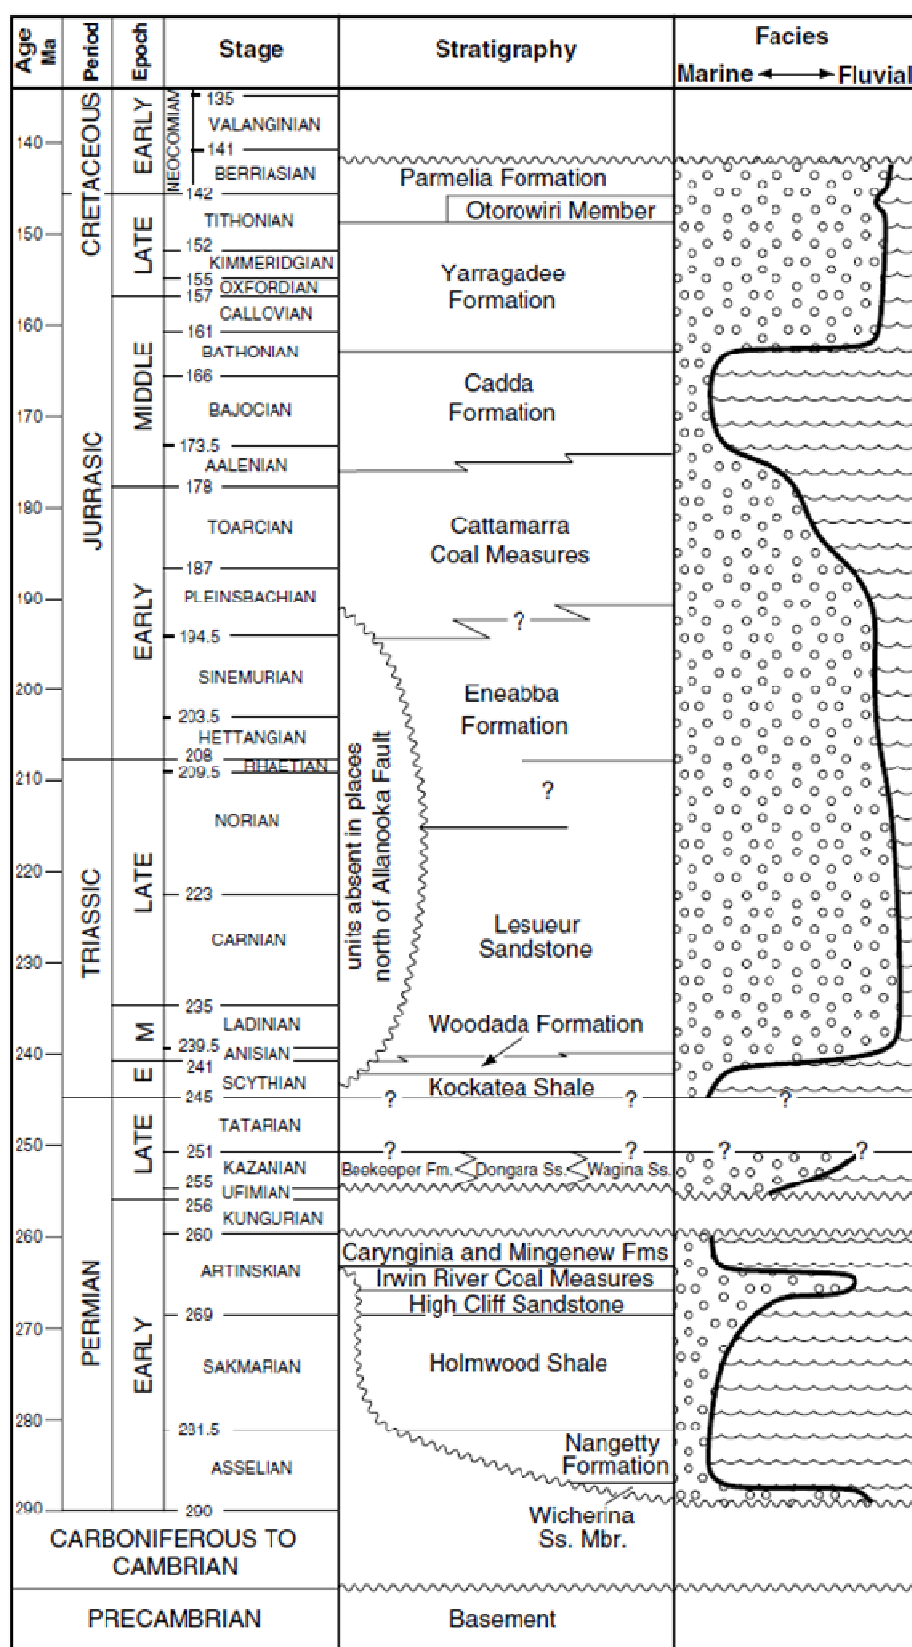 Age Ma
Period
Epoch
Stage
Stratigraphy
Facies
Marine Fluvial
140
150
160
170
180
190
200
210
220
230
240
250
260
270
280
290
CRETACEOUS
JURRASIC
TRIASSIC
PERMIAN
EARLY
LATE
MIDDLE
EARLY
LATE
M
E
LATE
EARLY
NEOCOMIAM
135
VALANGINIAN
141
BERRIASIAN
142
TITHONIAN
152
KIMMERIDGIAN
155
OXFORDIAN
157
CALLOVIAN
161
BATHONIAN
166
BAJOCIAN
173.5
AALENIAN
178
TOARCIAN
187
PLEINSBACHIAN
194.5
SINEMURIAN
203.5
HETTANGIAN
208
RHAETIAN
209.5
NORIAN
223
CARNIAN
235
LADINIAN
239.5
ANISIAN
241
SCYTHIAN
245
TATARIAN
251
KAZANIAN
255
UFIMIAN
256
KUNGURIAN
260
ARTINSKIAN
269
SAKMARIAN
281.5
ASSELIAN
290
CARBONIFEROUS TO
CAMBRIAN
PRECAMBRIAN
Parmelia Formation
Otorowiri Member
Yarragadee
Formation
Cadda
Formation
Cattamarra
Coal Measures
?
Eneabba
Formation
?
units absent in places
north of Allanooka Fault
Lesueur
Sandstone
Woodada Formation
Kockatea Shale
? ? ?
? ? ? ?
Beekeeper Fm. Dongara Ss. Wagina Ss.
Carynginia and Mingenew Fms
Irwin River Coal Measures
High Cliff Sandstone
Holmwood Shale
Nangetty
Formation
Wicherina
Ss. Mbr.
Basement